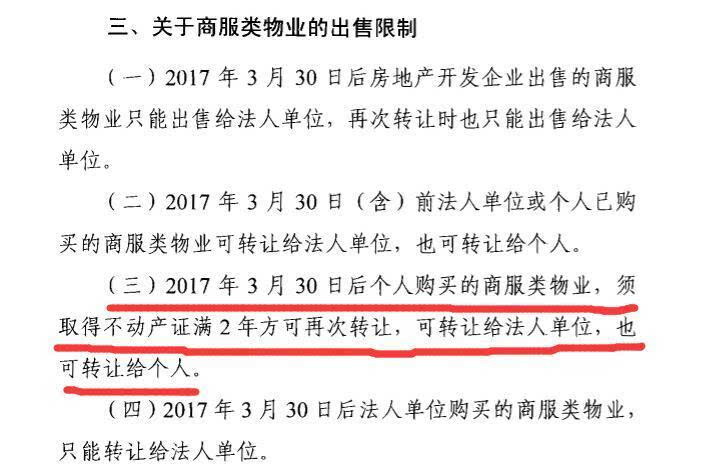 三、关于商服类物业的出售限制
（一）2017 年 3 月 30 日后房地产开发企业出售的商服
类物业只能出售给法人单位，再次转让时也只能出售给法人
单位。
（二）2017 年 3 月 30 日（含）前法人单位或个人已购
买的商服类物业可转让给法人单位，也可转让给个人。
（三）2017 年 3 月 30 日后个人购买的商服类物业，须
取得不动产证满 2 年方可再次转让，可转让给法人单位，也
可转让给个人。
（四）2017 年 3 月 30 日后法人单位购买的商服类物业，
只能转让给法人单位。